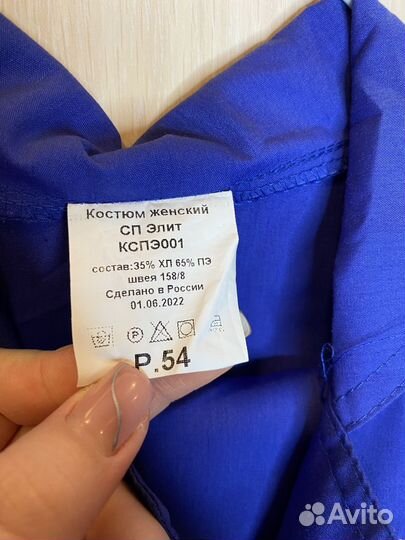 Костюм женский
СП Элит
КСПЭ001
состав:35% ХЛ 65% ПЭ
швея 158/8
Сделано в России
01.06.2022
Р.54
Avito